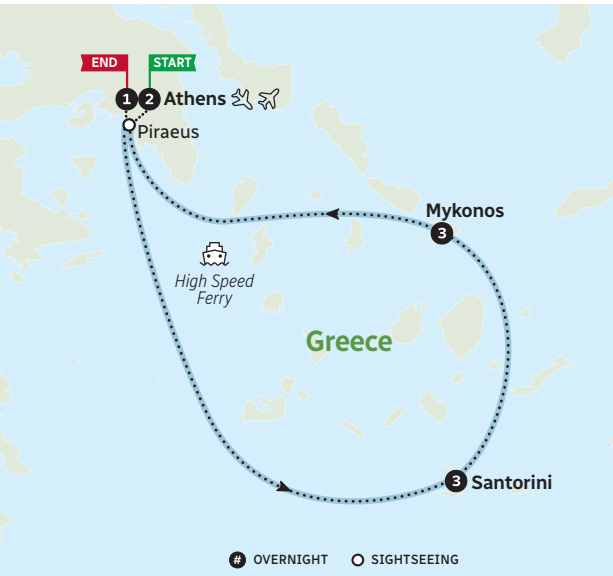 END
START
1
2
Athens
Piraeus
Mykonos
3
High Speed
Ferry
Greece
3
Santorini
# OVERNIGHT
SIGHTSEEING